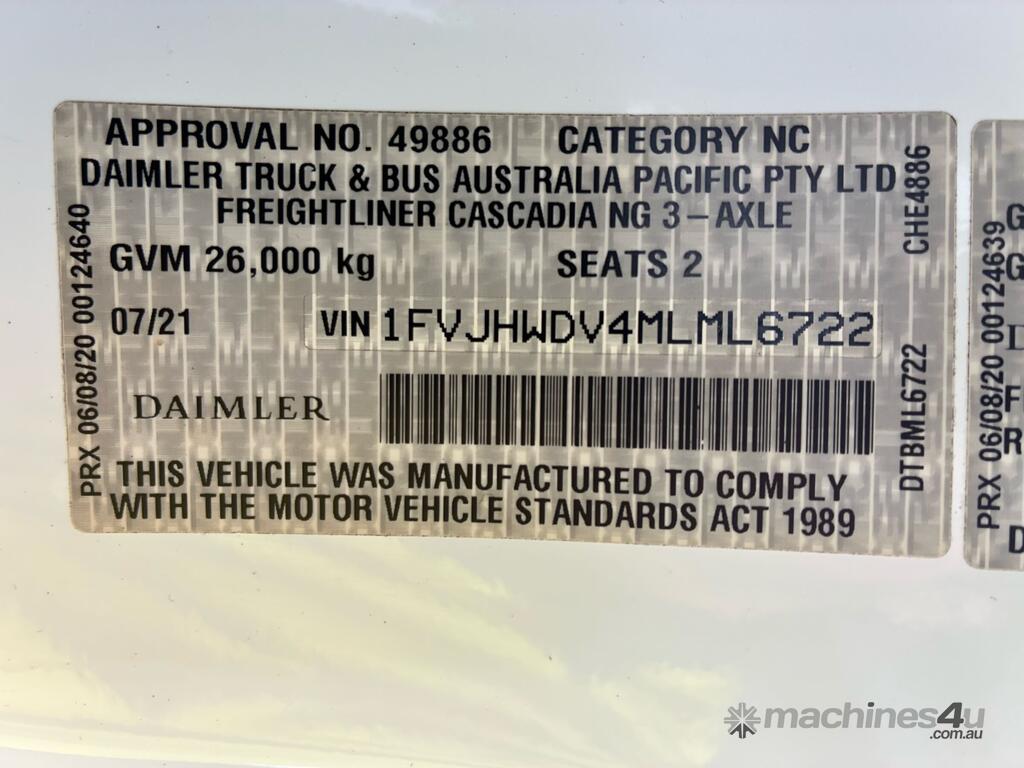 APPROVAL NO. 49886 CATEGORY NC
DAIMLER TRUCK & BUS AUSTRALIA PACIFIC PTY LTD
FREIGHTLINER CASCADIA NG 3-AXLE
GVM 26,000 kg SEATS 2
07/21 VIN 1FVJHWDV4MLML6722
DAIMLER
THIS VEHICLE WAS MANUFACTURED TO COMPLY
WITH THE MOTOR VEHICLE STANDARDS ACT 1989
PRX 06/08/20 00124640
CHE4886
DTBML6722
PRX 06/08/20 00124639
machines4u
.com.au